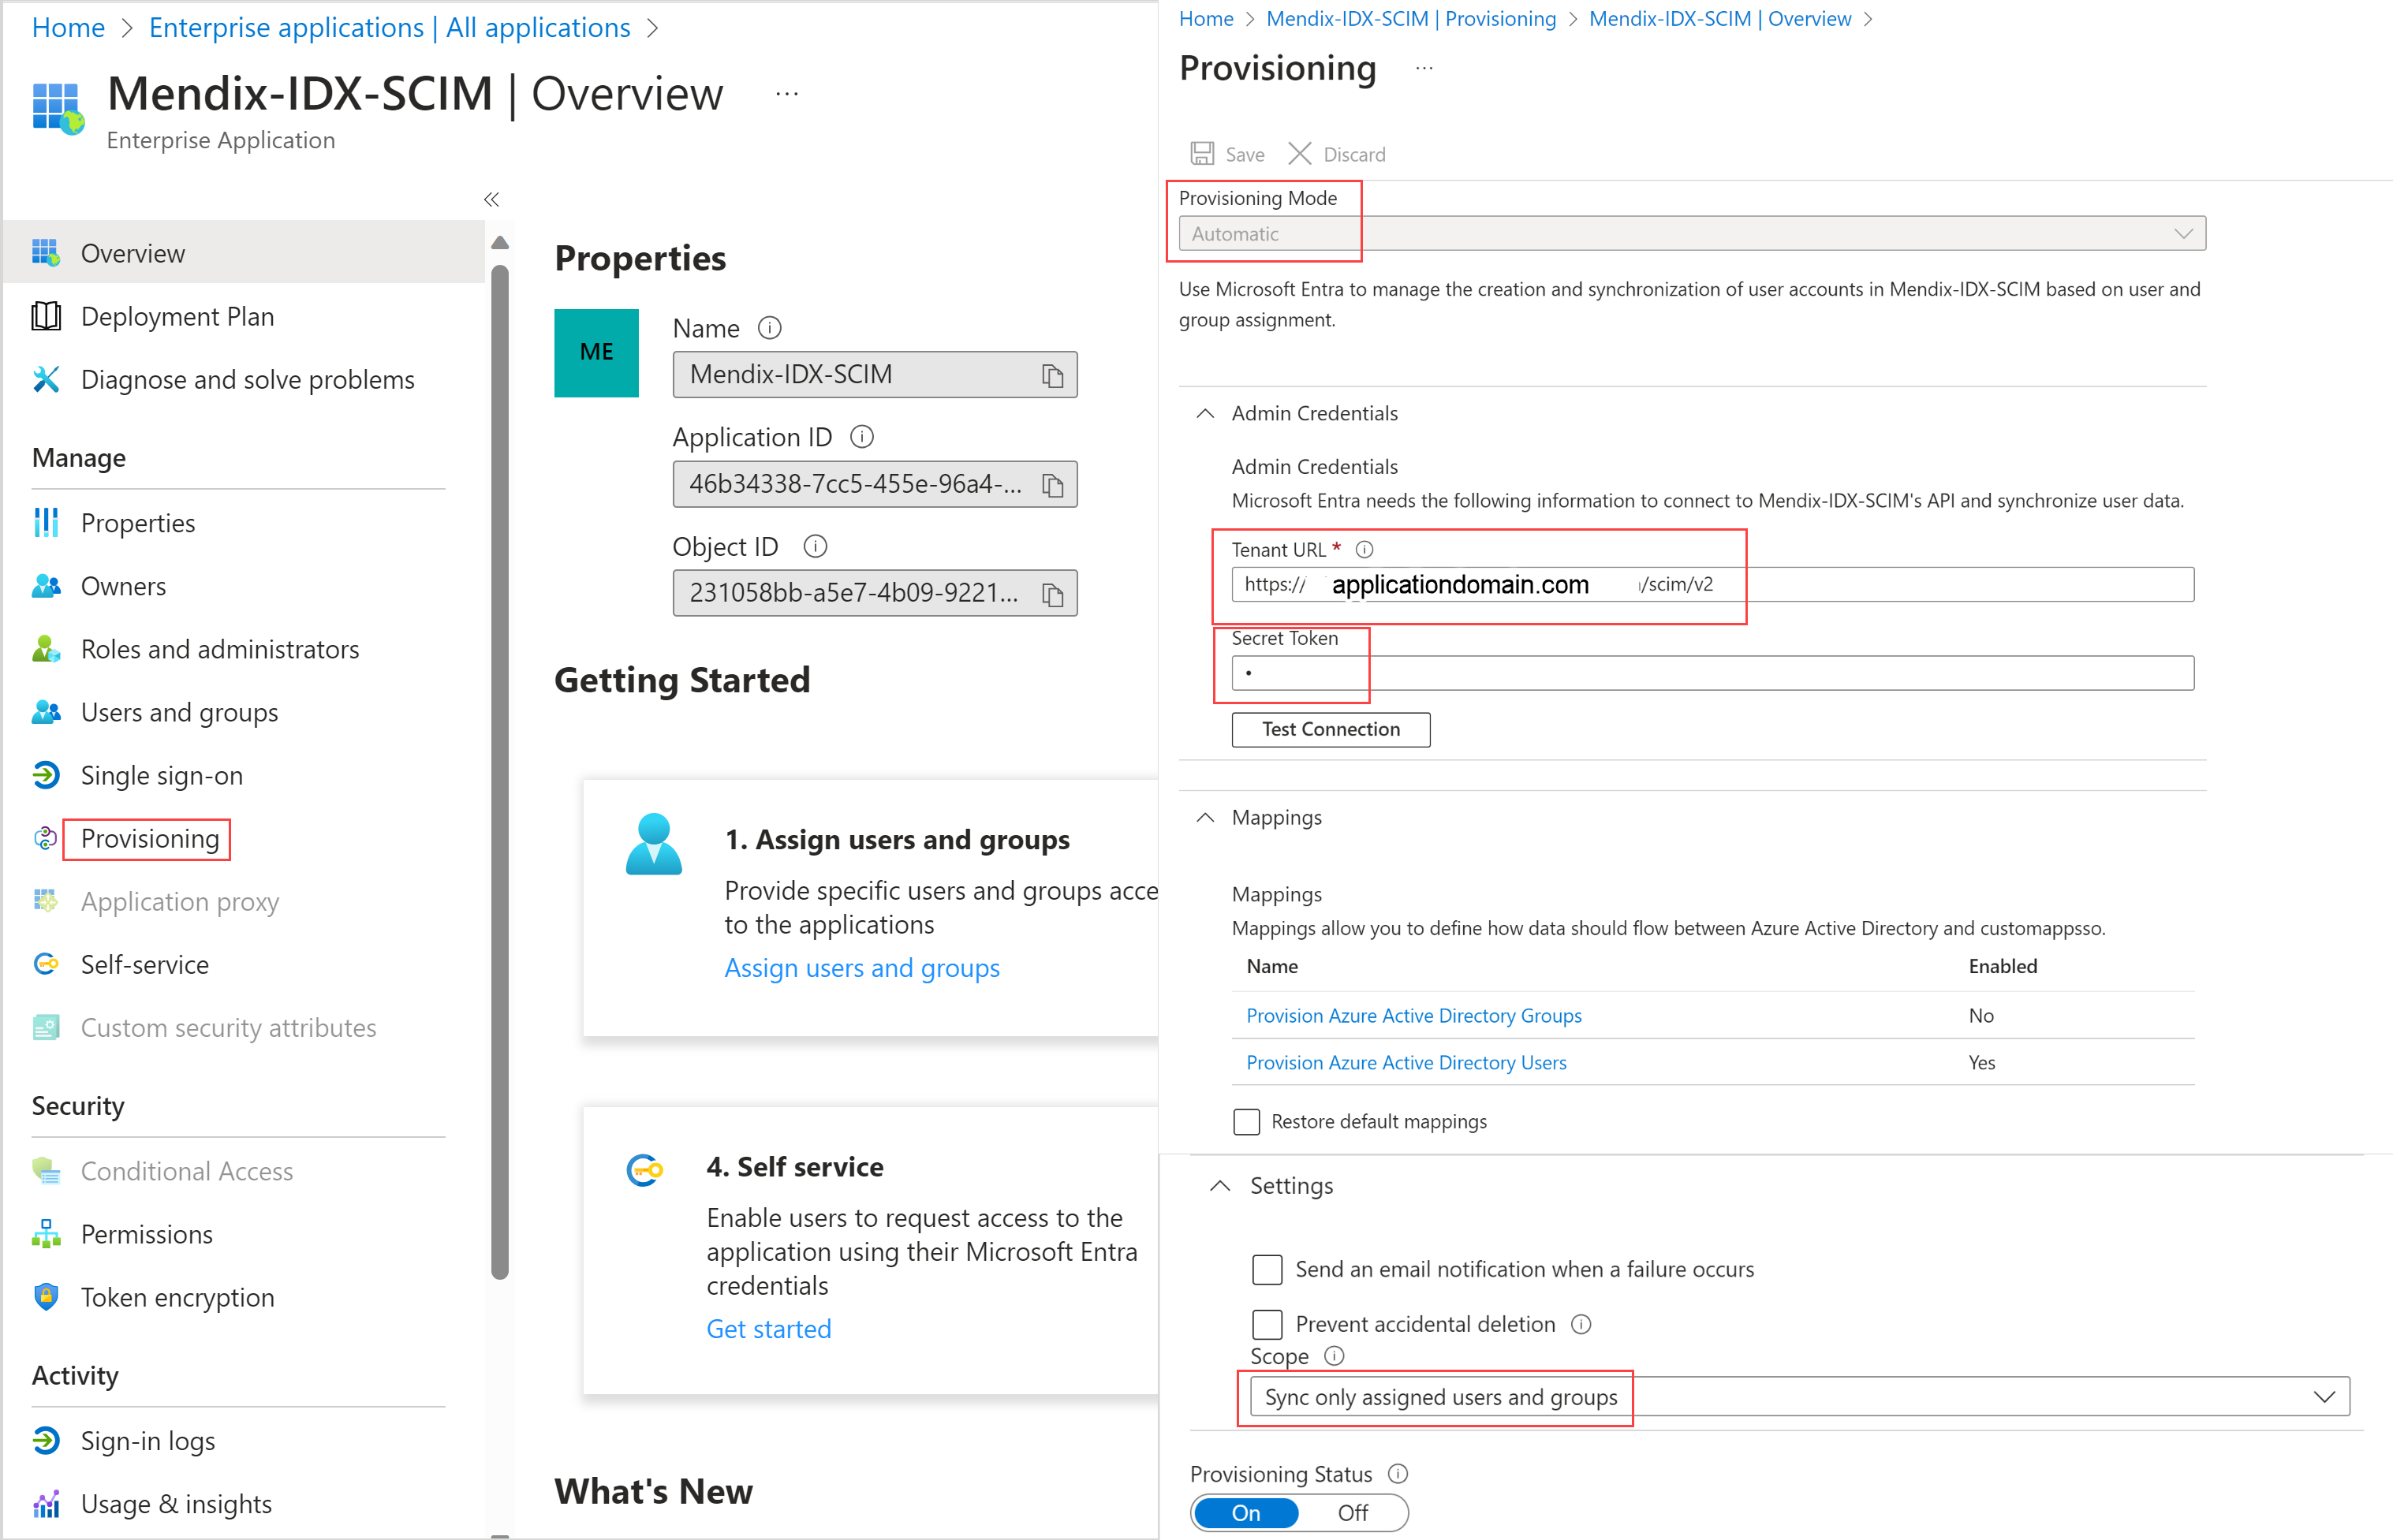 Home > Enterprise applications | All applications >
Mendix-IDX-SCIM | Overview ...
Enterprise Application
«
Overview
Deployment Plan
Diagnose and solve problems
Manage
Properties
Owners
Roles and administrators
Users and groups
Single sign-on
Provisioning
Application proxy
Self-service
Custom security attributes
Security
Conditional Access
Permissions
Token encryption
Activity
Sign-in logs
Usage & insights
Properties
ME
Name
Mendix-IDX-SCIM
Application ID
46b34338-7cc5-455e-96a4-...
Object ID
231058bb-a5e7-4b09-9221...
Getting Started
1. Assign users and groups
Provide specific users and groups acce
to the applications
Assign users and groups
4. Self service
Enable users to request access to the
application using their Microsoft Entra
credentials
Get started
What's New
Home > Mendix-IDX-SCIM | Provisioning > Mendix-IDX-SCIM | Overview >
Provisioning ...
Save Discard
Provisioning Mode
Automatic
Use Microsoft Entra to manage the creation and synchronization of user accounts in Mendix-IDX-SCIM based on user and
group assignment.
Admin Credentials
Admin Credentials
Microsoft Entra needs the following information to connect to Mendix-IDX-SCIM's API and synchronize user data.
Tenant URL *
https:// applicationdomain.com /scim/v2
Secret Token
•
Test Connection
Mappings
Mappings
Mappings allow you to define how data should flow between Azure Active Directory and customappsso.
Name Enabled
Provision Azure Active Directory Groups No
Provision Azure Active Directory Users Yes
Restore default mappings
Settings
Send an email notification when a failure occurs
Prevent accidental deletion
Scope
Sync only assigned users and groups
Provisioning Status
On Off